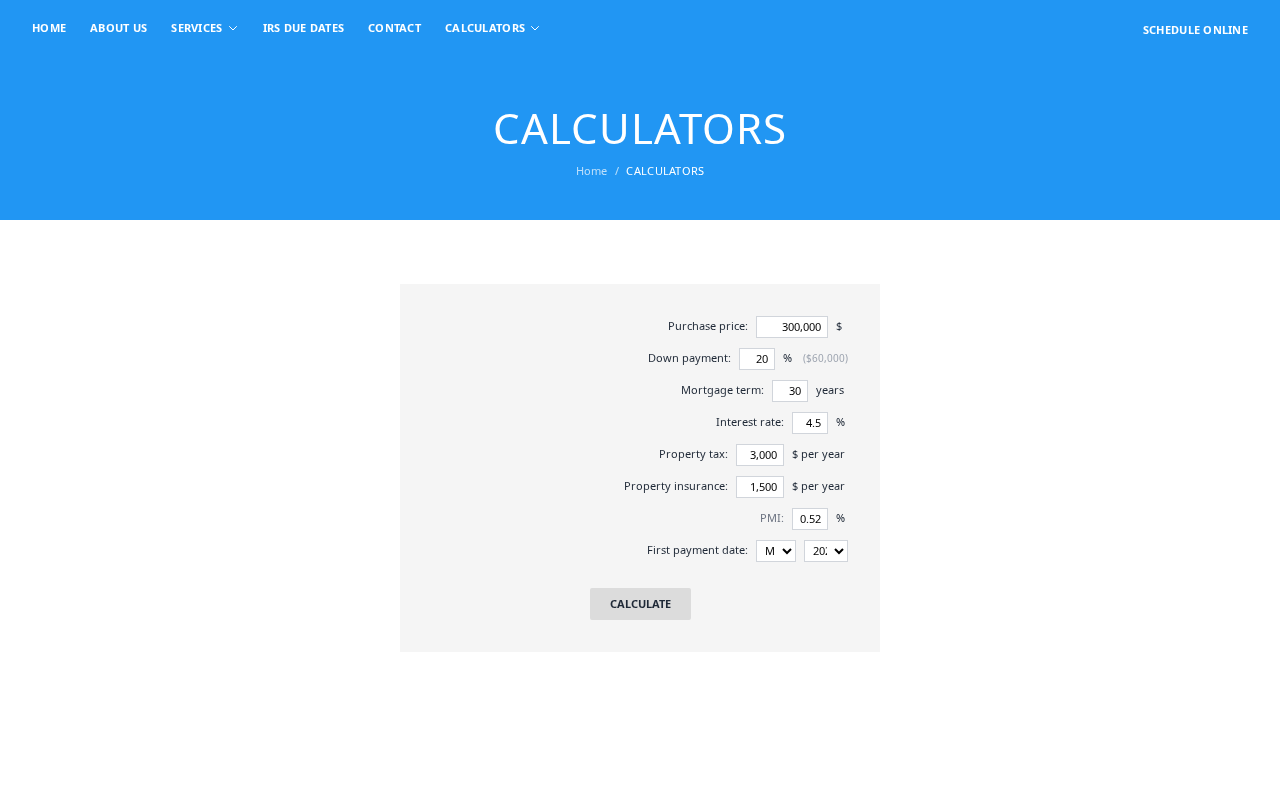 HOME ABOUT US SERVICES IRS DUE DATES CONTACT CALCULATORS SCHEDULE ONLINE
CALCULATORS
Home / CALCULATORS
Purchase price: 300,000 $
Down payment: 20 % ($60,000)
Mortgage term: 30 years
Interest rate: 4.5 %
Property tax: 3,000 $ per year
Property insurance: 1,500 $ per year
PMI: 0.52 %
First payment date: M
CALCULATE